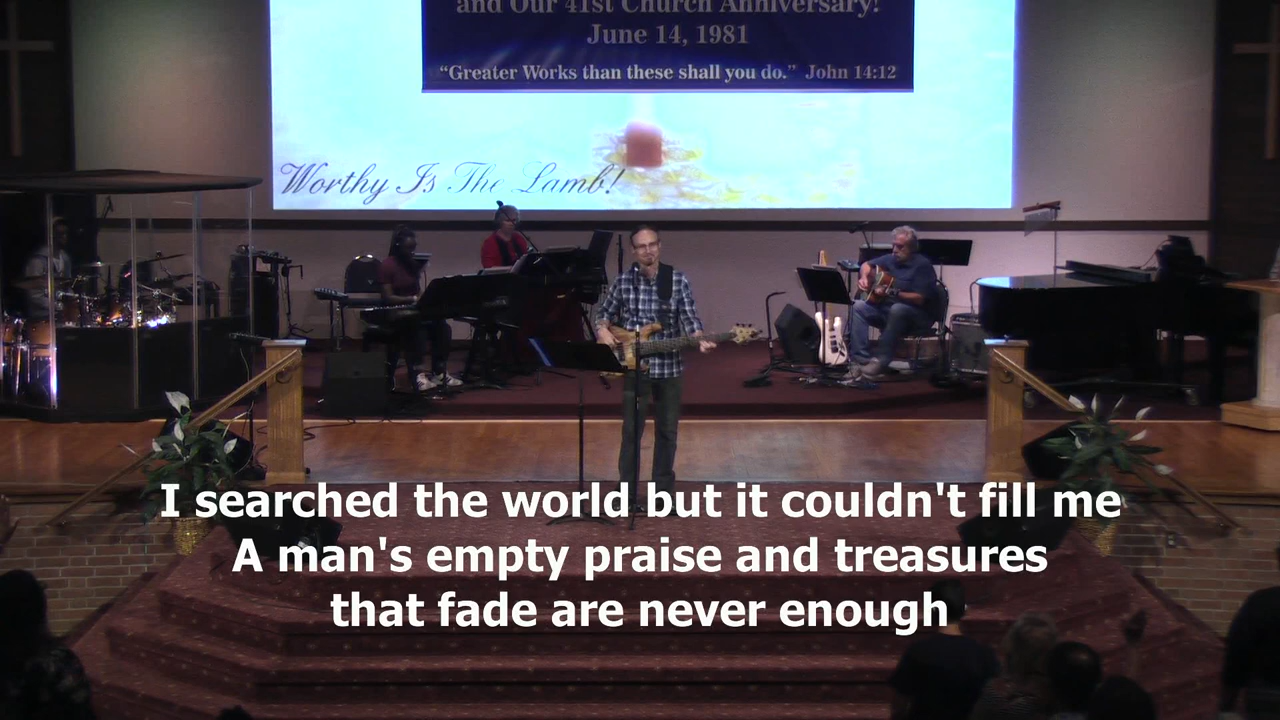 and Our 41st Church Anniversary!
June 14, 1981
“Greater Works than these shall you do.” John 14:12
Worthy Is The Lamb!
I searched the world but it couldn't fill me
A man's empty praise and treasures
that fade are never enough